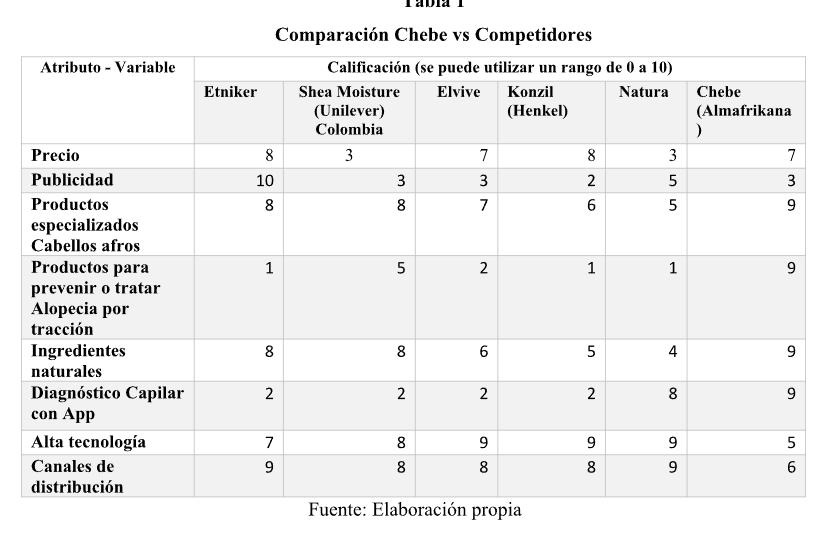 Tabla 1
Comparación Chebe vs Competidores
Atributo - Variable Calificación (se puede utilizar un rango de 0 a 10)
Etniker Shea Moisture (Unilever) Colombia Elvive Konzil (Henkel) Natura Chebe (Almafrikana)
Precio 8 3 7 8 3 7
Publicidad 10 3 3 2 5 3
Productos especializados Cabellos afros 8 8 7 6 5 9
Productos para prevenir o tratar Alopecia por tracción 1 5 2 1 1 9
Ingredientes naturales 8 8 6 5 4 9
Diagnóstico Capilar con App 2 2 2 2 8 9
Alta tecnología 7 8 9 9 9 5
Canales de distribución 9 8 8 8 9 6
Fuente: Elaboración propia